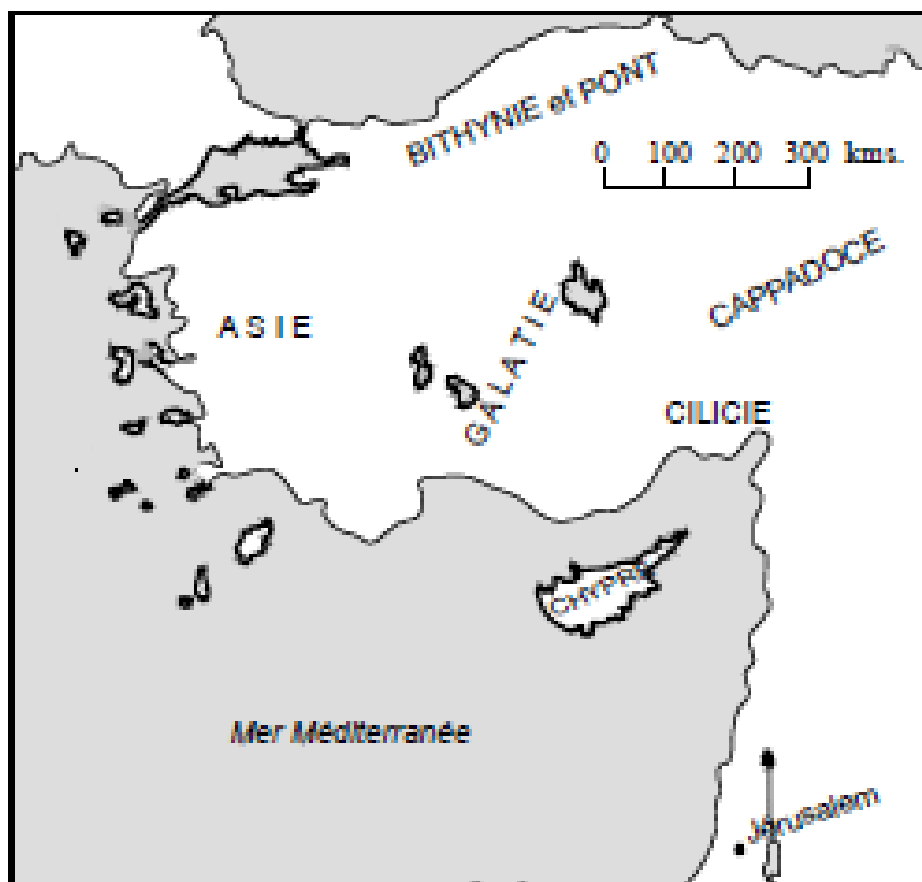 BITHYNIE et PONT
0 100 200 300 kms.
CAPPADOCE
ASIE
GALATIE
CILICIE
CHYPRE
Mer Méditerranée
Jérusalem